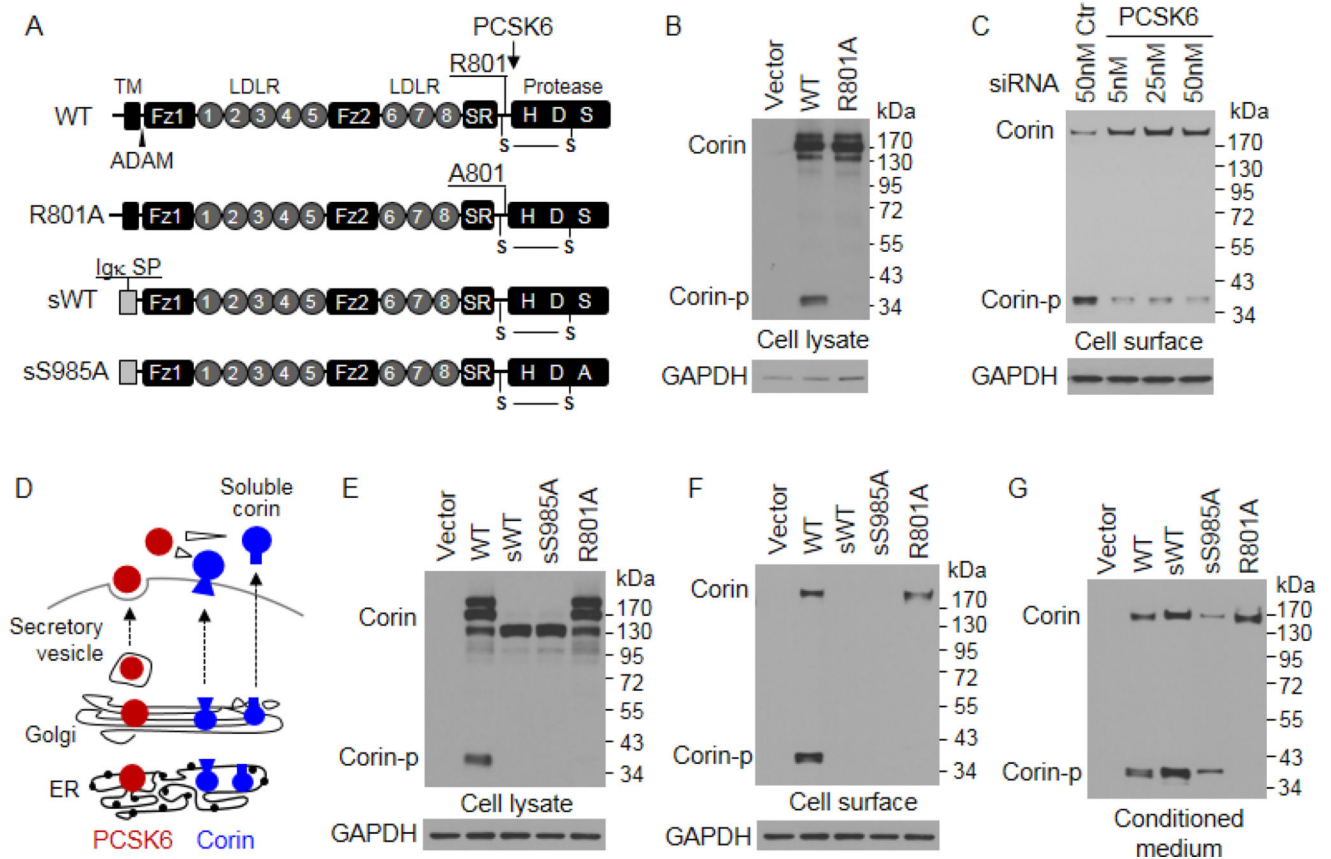 A
PCSK6
R801
TM
LDLR
LDLR
Protease
WT
Fz1 1 2 3 4 5 Fz2 6 7 8 SR H D S
S S
ADAM
A801
R801A
Fz1 1 2 3 4 5 Fz2 6 7 8 SR H D S
S S
Igκ SP
sWT
Fz1 1 2 3 4 5 Fz2 6 7 8 SR H D S
S S
sS985A
Fz1 1 2 3 4 5 Fz2 6 7 8 SR H D A
S S
B
Vector WT R801A
kDa
Corin
170
130
95
72
55
43
Corin-p
34
Cell lysate
GAPDH
C
Ctr PCSK6
siRNA 50nM 5nM 25nM 50nM
kDa
Corin
170
130
95
72
55
43
Corin-p
34
Cell surface
GAPDH
D
Soluble
corin
Secretory
vesicle
Golgi
ER
PCSK6 Corin
E
Vector WT sWT sS985A R801A
kDa
Corin
170
130
95
72
55
43
Corin-p
34
Cell lysate
GAPDH
F
Vector WT sWT sS985A R801A
kDa
Corin
170
130
95
72
55
43
Corin-p
34
Cell surface
GAPDH
G
Vector WT sWT sS985A R801A
kDa
Corin
170
130
95
72
55
43
Corin-p
34
Conditioned
medium